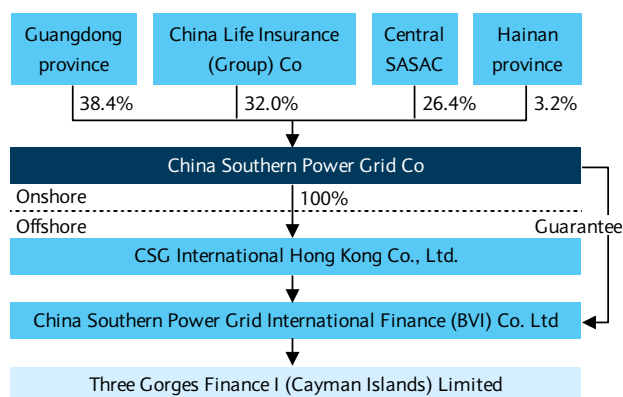 Guangdong
province
China Life Insurance
(Group) Co
Central
SASAC
Hainan
province
38.4%
32.0%
26.4%
3.2%
China Southern Power Grid Co
Onshore
100%
Offshore
Guarantee
CSG International Hong Kong Co., Ltd.
China Southern Power Grid International Finance (BVI) Co. Ltd
Three Gorges Finance I (Cayman Islands) Limited